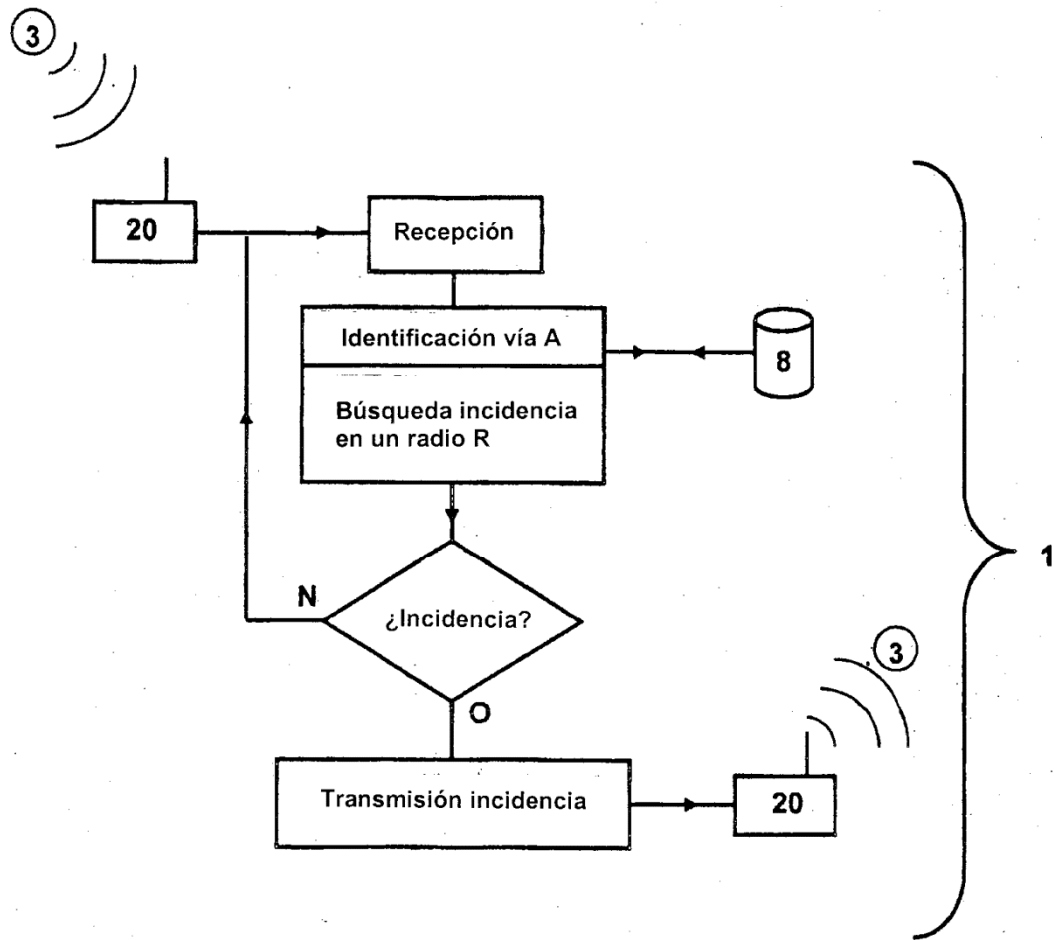 3
20
Recepción
Identificación vía A
8
Búsqueda incidencia
en un radio R
1
N
¿Incidencia?
3
O
Transmisión incidencia
20